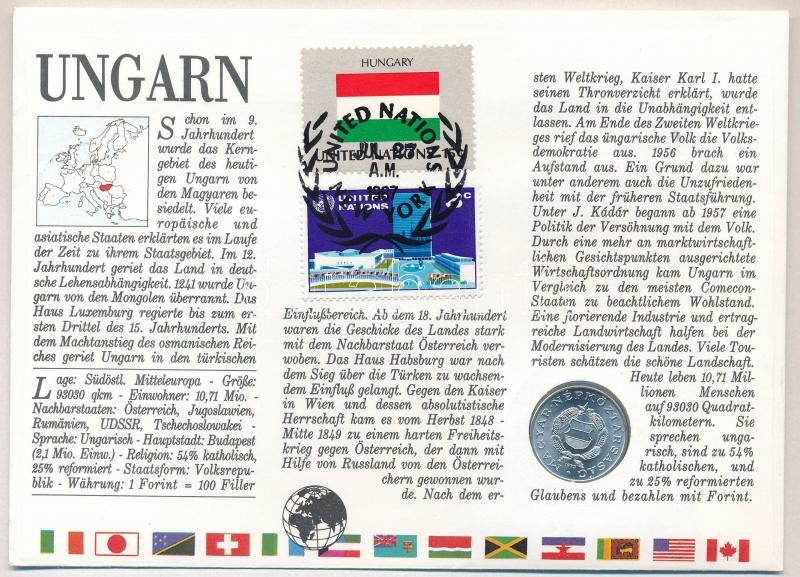 UNGARN
Schon im 9.
Jahrhundert
wurde das Kern-
gebiet des heuti-
gen Ungarn von
den Magyaren be-
siedelt. Viele eu-
ropäische und
asiatische Staaten erklärten es im Laufe
der Zeit zu ihrem Staatsgebiet. Im 12.
Jahrhundert geriet das Land in deut-
sche Lehensabhängigkeit. 1241 wurde Un-
garn von den Mongolen überrannt. Das
Haus Luxemburg regierte bis zum er-
sten Drittel des 15. Jahrhunderts. Mit
dem Machtanstieg des osmanischen Rei-
ches geriet Ungarn in den türkischen
Lage: Südöstl. Mitteleuropa - Größe:
93030 qkm - Einwohner: 10,71 Mio. -
Nachbarstaaten: Österreich, Jugoslawien,
Rumänien, UDSSR, Tschechoslowakei -
Sprache: Ungarisch - Hauptstadt: Budapest
(2,1 Mio. Einw.) - Religion: 54% katholisch,
25% reformiert - Staatsform: Volksrepu-
blik - Währung: 1 Forint = 100 Filler
HUNGARY
UNITED NATIONS 15c
UNITED NATIONS
JUL 27
A.M.
1987
UNITED
NATIONS
Einflußbereich. Ab dem 18. Jahrhundert
waren die Geschicke des Landes stark
mit dem Nachbarstaat Österreich ver-
woben. Das Haus Habsburg war nach
dem Sieg über die Türken zu wachsen-
dem Einfluß gelangt. Gegen den Kaiser
in Wien und dessen absolutistische
Herrschaft kam es vom Herbst 1848 -
Mitte 1849 zu einem harten Freiheits-
krieg gegen Österreich, der dann mit
Hilfe von Russland von den Österrei-
chern gewonnen wur-
de. Nach dem er-
sten Weltkrieg, Kaiser Karl I. hatte
seinen Thronverzicht erklärt, wurde
das Land in die Unabhängigkeit ent-
lassen. Am Ende des Zweiten Weltkrie-
ges rief das üngarische Volk die Volks-
demokratie aus. 1956 brach ein
Aufstand aus. Ein Grund dazu war
unter anderem auch die Unzufrieden-
heit mit der früheren Staatsführung.
Unter J. Kádár begann ab 1957 eine
Politik der Versöhnung mit dem Volk.
Durch eine mehr an marktwirtschaft-
lichen Gesichtspunkten ausgerichtete
Wirtschaftsordnung kam Ungarn im
Vergleich zu den meisten Comecon-
Staaten zu beachtlichem Wohlstand.
Eine florierende Industrie und ertrag-
reiche Landwirtschaft halfen bei der
Modernisierung des Landes. Viele Tou-
risten schätzen die schöne Landschaft.
Heute leben 10,71 Mil-
lionen Menschen
auf 93030 Quadrat-
kilometern. Sie
sprechen unga-
risch, sind zu 54%
katholischen, und
zu 25% reformierten
Glaubens und bezahlen mit Forint.
MAGYAR NÉPKÖZTÁRSASÁG